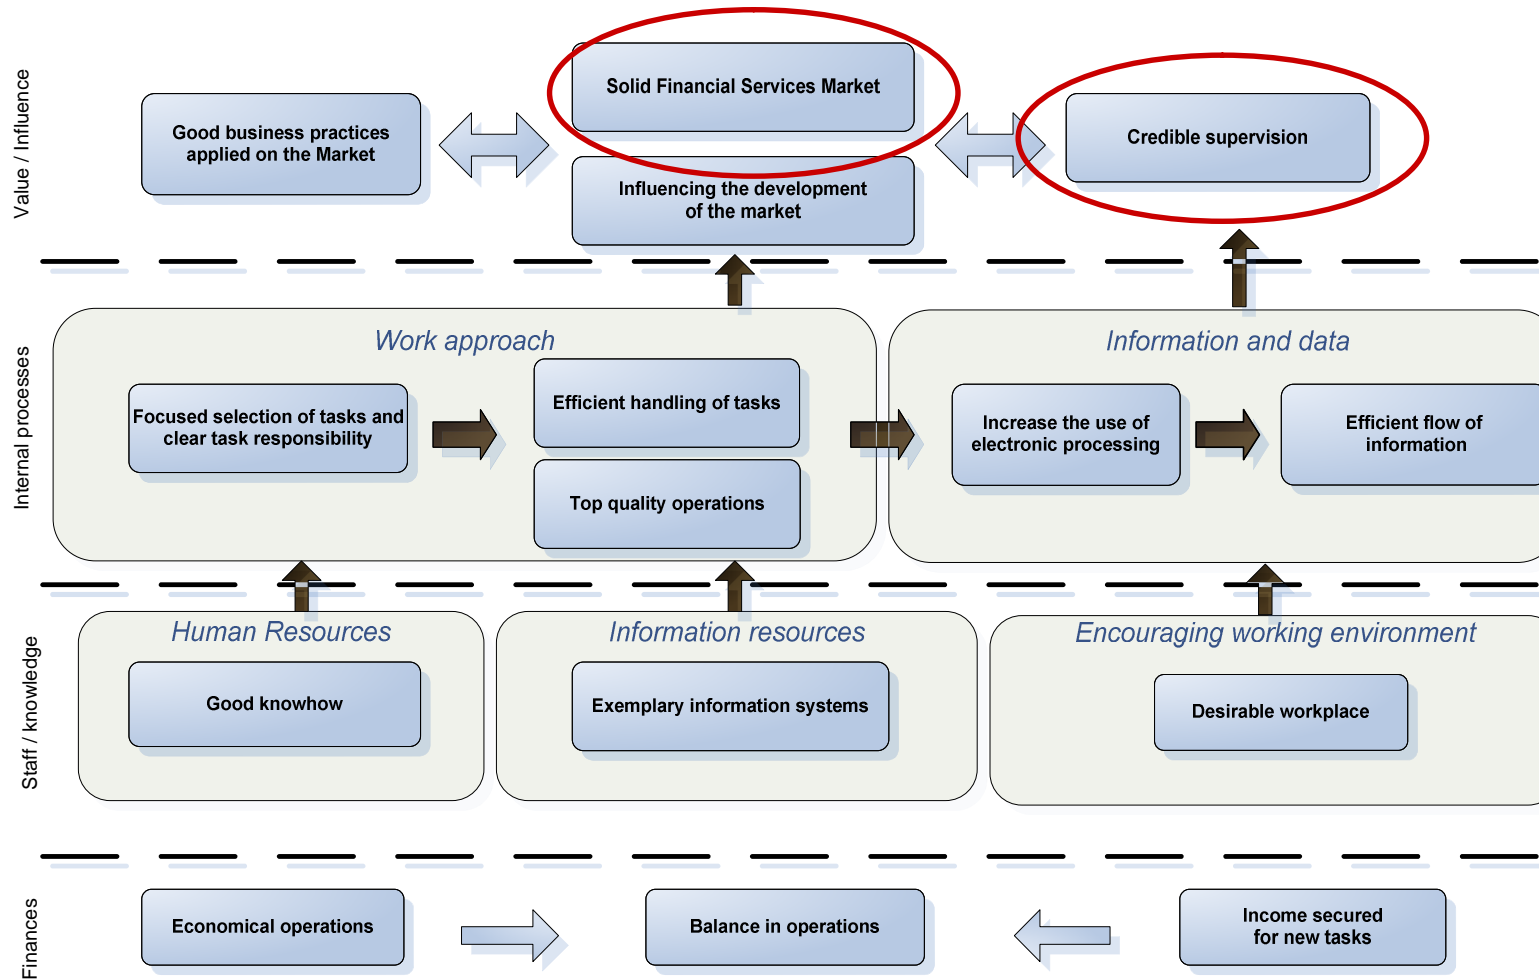 Value / Influence
Good business practices
applied on the Market
Solid Financial Services Market
Influencing the development
of the market
Credible supervision
Internal processes
Work approach
Focused selection of tasks and
clear task responsibility
Efficient handling of tasks
Top quality operations
Information and data
Increase the use of
electronic processing
Efficient flow of
information
Staff / knowledge
Human Resources
Good knowhow
Information resources
Exemplary information systems
Encouraging working environment
Desirable workplace
Finances
Economical operations
Balance in operations
Income secured
for new tasks